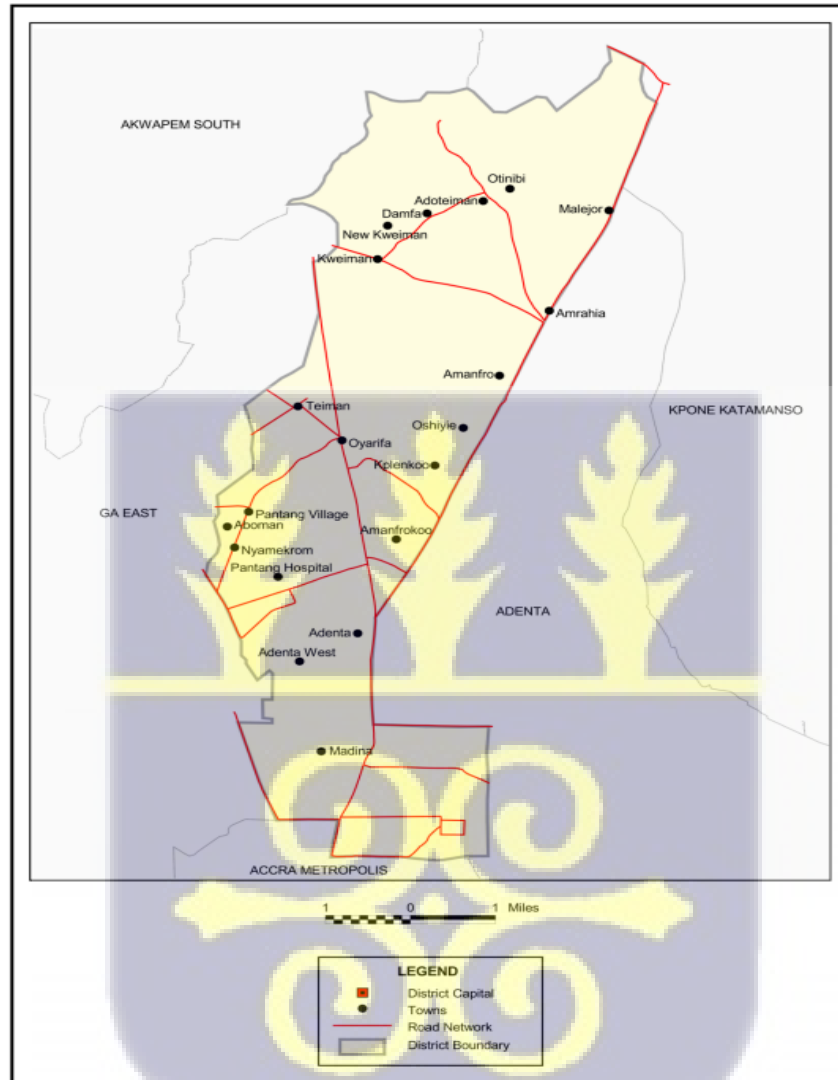 AKWAPEM SOUTH
Otinibi
Adoteiman
Damfa
Malejor
New Kweiman
Kweiman
Amrahia
Amanfro
Teiman
KPONE KATAMANSO
Oshiyie
Oyarifa
Kplenkoo
GA EAST
Pantang Village
Aboman
Amanfrokoo
Nyamekrom
Pantang Hospital
ADENTA
Adenta
Adenta West
Madina
ACCRA METROPOLIS
1 0 1 Miles
LEGEND
District Capital
Towns
Road Network
District Boundary